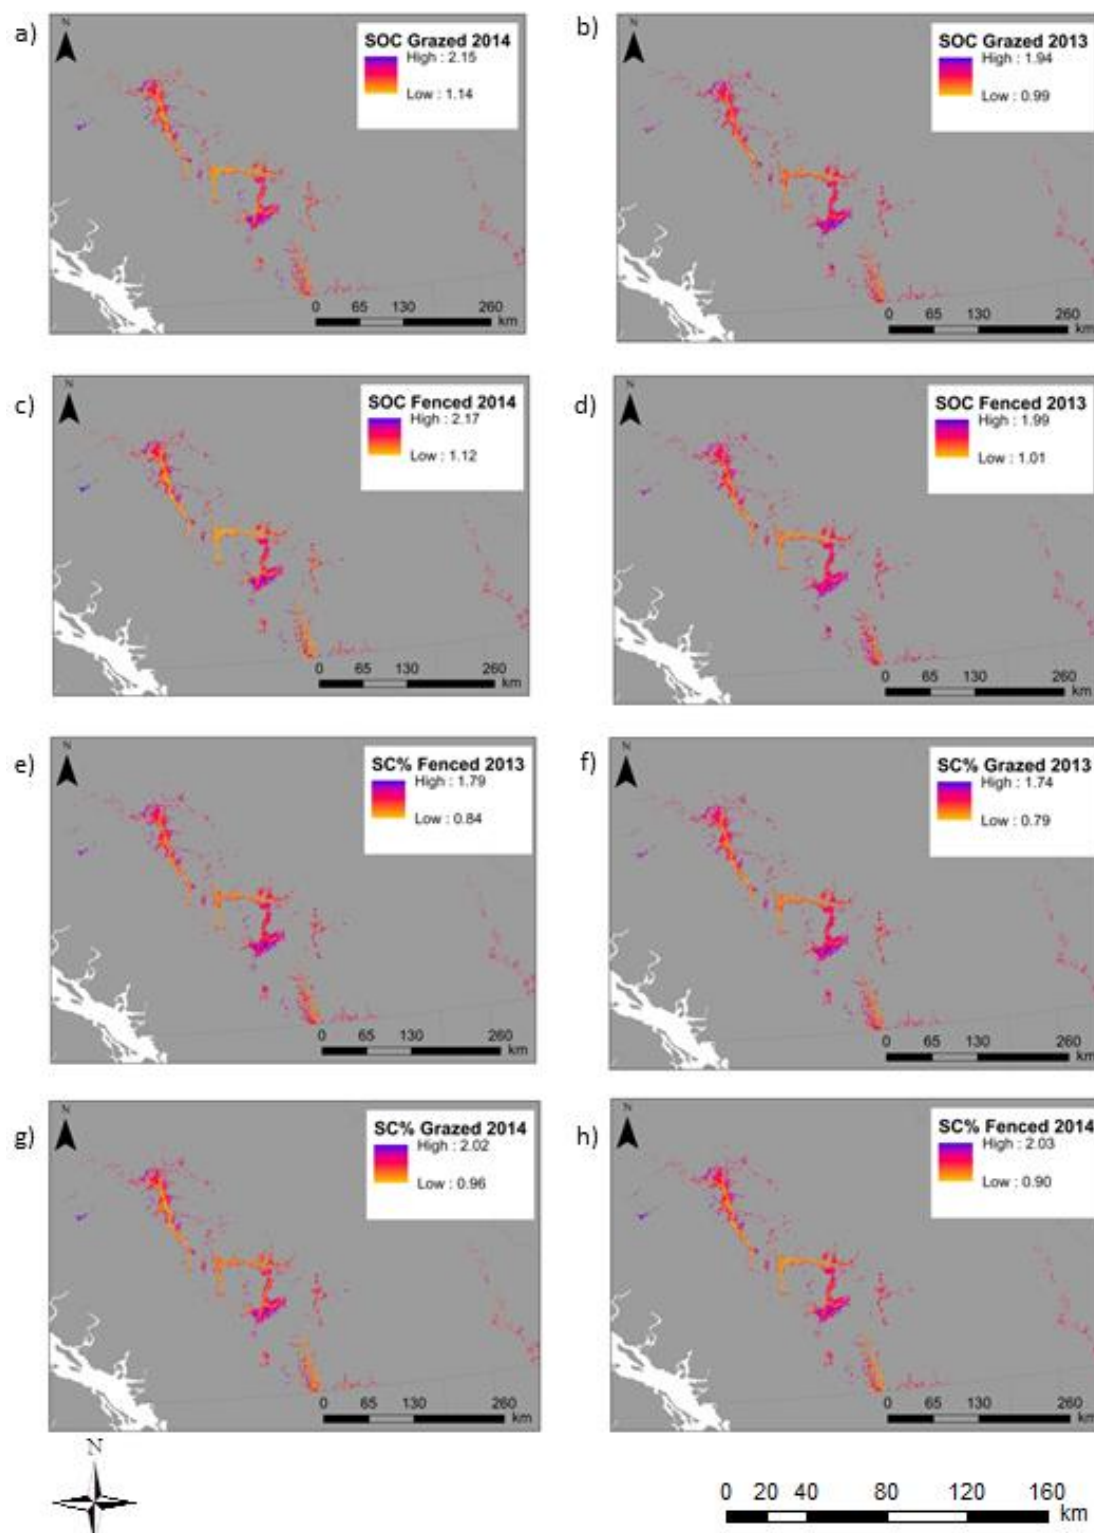 a)
N
SOC Grazed 2014
High : 2.15
Low : 1.14
0 65 130 260
km
b)
N
SOC Grazed 2013
High : 1.94
Low : 0.99
0 65 130 260
km
c)
N
SOC Fenced 2014
High : 2.17
Low : 1.12
0 65 130 260
km
d)
N
SOC Fenced 2013
High : 1.99
Low : 1.01
0 65 130 260
km
e)
N
SC% Fenced 2013
High : 1.79
Low : 0.84
0 65 130 260
km
f)
N
SC% Grazed 2013
High : 1.74
Low : 0.79
0 65 130 260
km
g)
N
SC% Grazed 2014
High : 2.02
Low : 0.96
0 65 130 260
km
h)
N
SC% Fenced 2014
High : 2.03
Low : 0.90
0 65 130 260
km
N
0 20 40 80 120 160
km